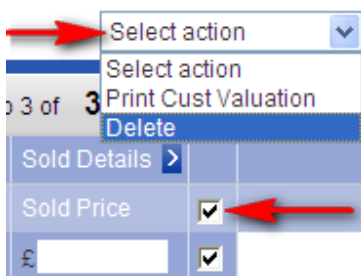 Select action
Select action
o 3 of 3
Print Cust Valuation
Delete
Sold Details
Sold Price
£